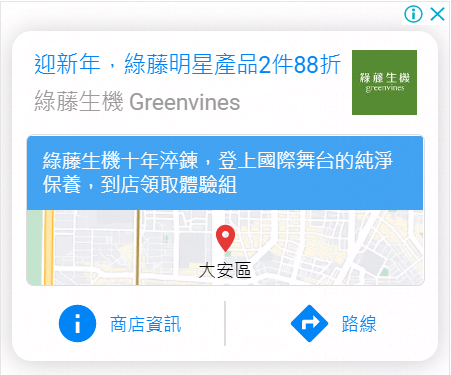 迎新年，綠藤明星產品2件88折
綠藤生機 Greenvines
綠藤生機
greenvines
綠藤生機十年淬鍊，登上國際舞台的純淨
保養，到店領取體驗組
大安區
商店資訊
路線